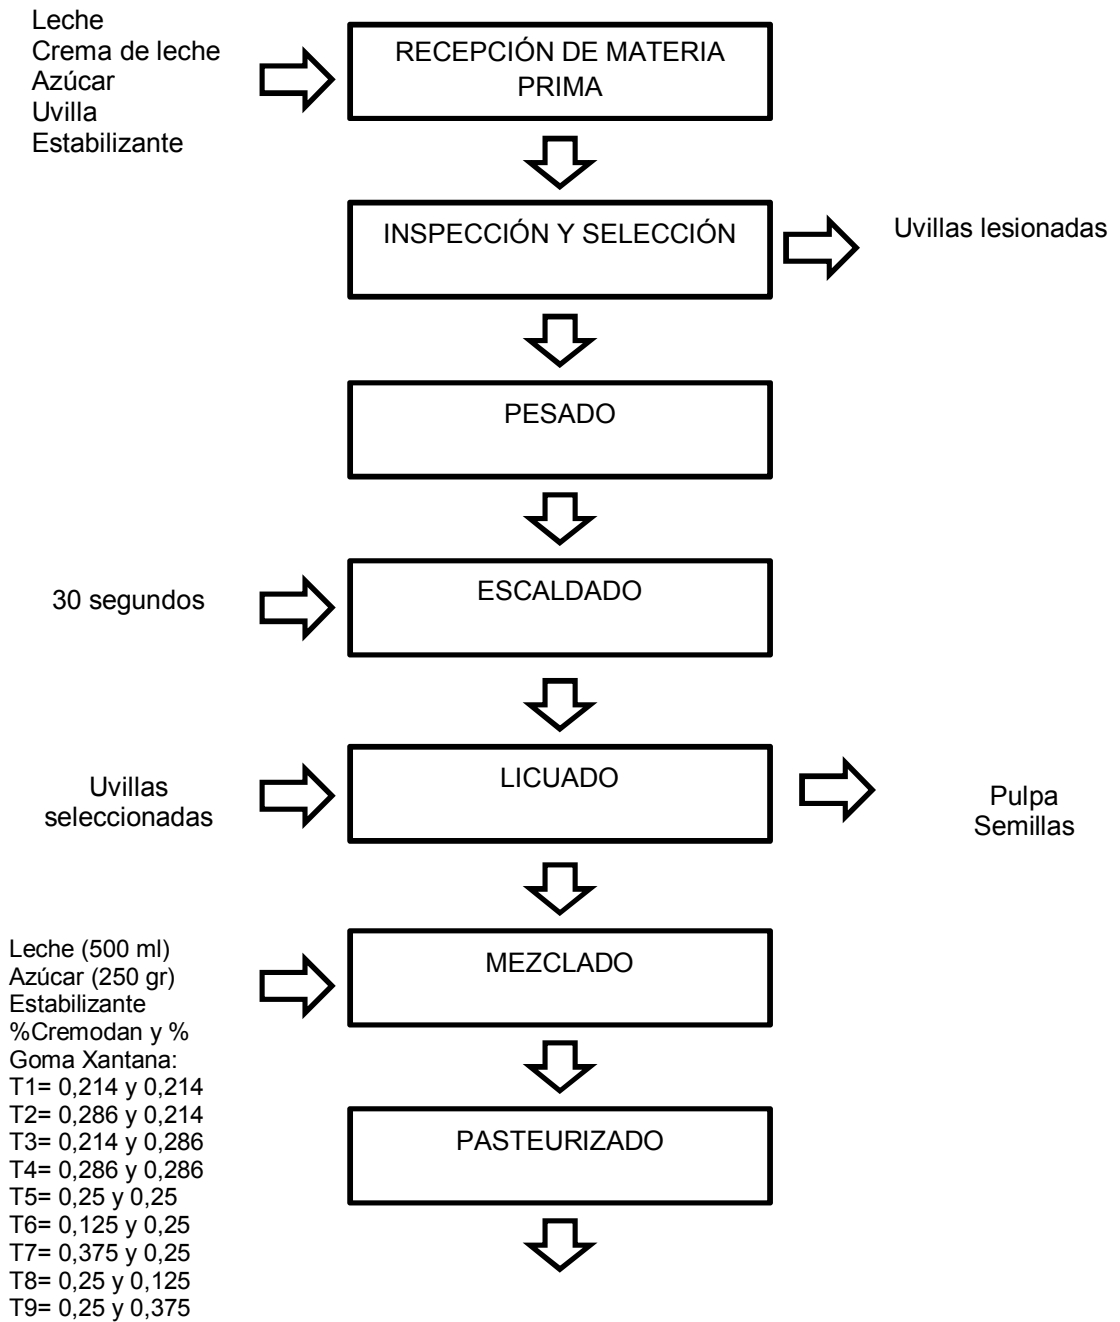 Leche
Crema de leche
Azúcar
Uvilla
Estabilizante
RECEPCIÓN DE MATERIA
PRIMA
INSPECCIÓN Y SELECCIÓN
Uvillas lesionadas
PESADO
30 segundos
ESCALDADO
Uvillas
seleccionadas
LICUADO
Pulpa
Semillas
Leche (500 ml)
Azúcar (250 gr)
Estabilizante
%Cremodan y %
Goma Xantana:
T1= 0,214 y 0,214
T2= 0,286 y 0,214
T3= 0,214 y 0,286
T4= 0,286 y 0,286
T5= 0,25 y 0,25
T6= 0,125 y 0,25
T7= 0,375 y 0,25
T8= 0,25 y 0,125
T9= 0,25 y 0,375
MEZCLADO
PASTEURIZADO